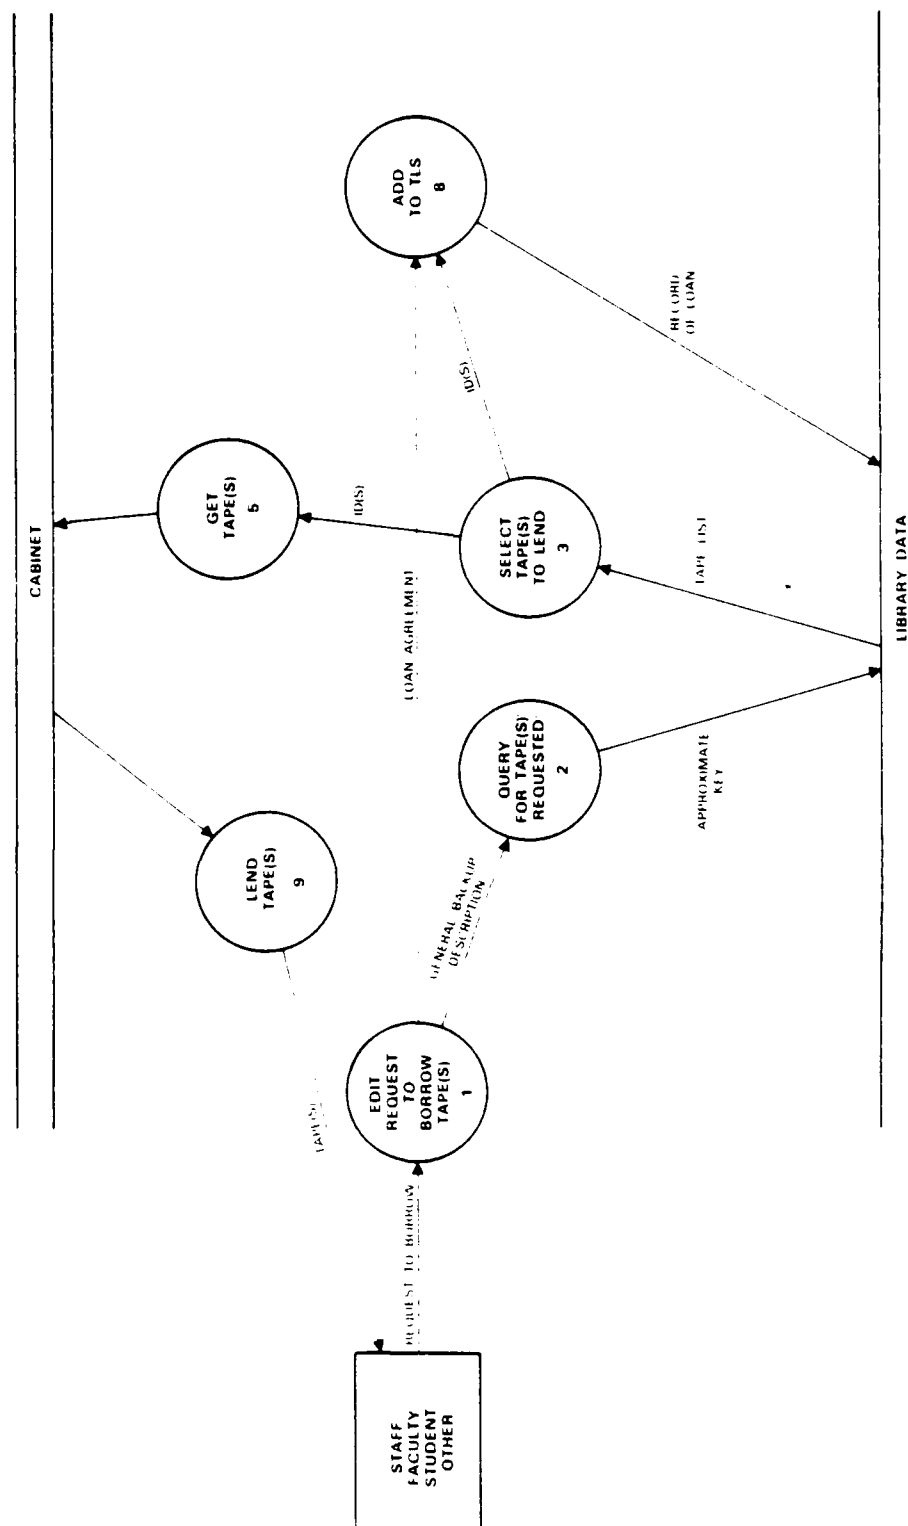 CABINET
STAFF
FACULTY
STUDENT
OTHER
REQUEST TO BORROW
EDIT
REQUEST
TO
BORROW
TAPE(S)
1
TAPE(S)
LEND
TAPE(S)
9
GENERAL BACKUP
DESCRIPTION
QUERY
FOR TAPE(S)
REQUESTED
2
APPROXIMATE
KEY
LOAN AGREEMENT
TAPE LIST
SELECT
TAPE(S)
TO LEND
3
ID(S)
GET
TAPE(S)
5
ID(S)
ADD
TO TLS
8
RECORD
OF LOAN
LIBRARY DATA